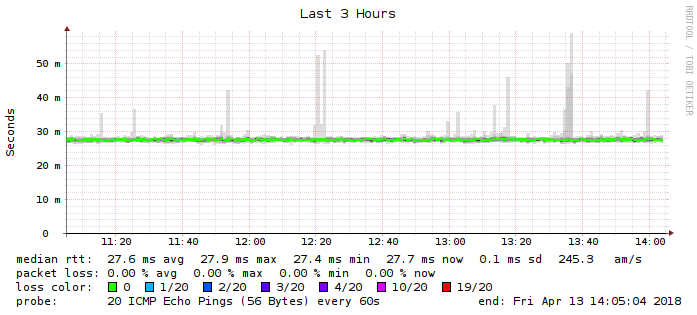 Last 3 Hours
RRDTOOL / TOBI OETIKER
Seconds
50 m
40 m
30 m
20 m
10 m
0
11:20 11:40 12:00 12:20 12:40 13:00 13:20 13:40 14:00
median rtt: 27.6 ms avg 27.9 ms max 27.4 ms min 27.7 ms now 0.1 ms sd 245.3 am/s
packet loss: 0.00 % avg 0.00 % max 0.00 % min 0.00 % now
loss color: 0 1/20 2/20 3/20 4/20 10/20 19/20
probe: 20 ICMP Echo Pings (56 Bytes) every 60s end: Fri Apr 13 14:05:04 2018